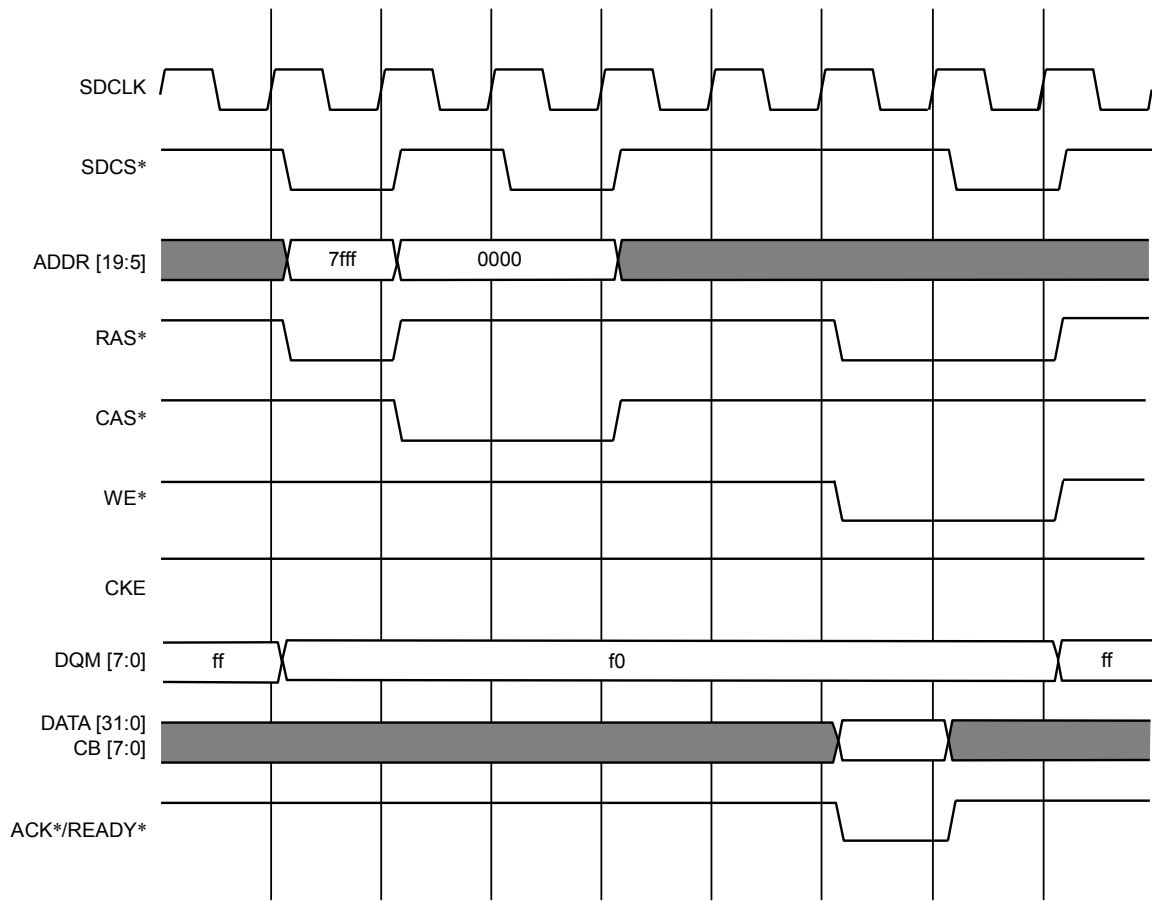 SDCLK
SDCS*
ADDR [19:5]
7fff
0000
RAS*
CAS*
WE*
CKE
DQM [7:0]
ff
f0
ff
DATA [31:0]
CB [7:0]
ACK*/READY*